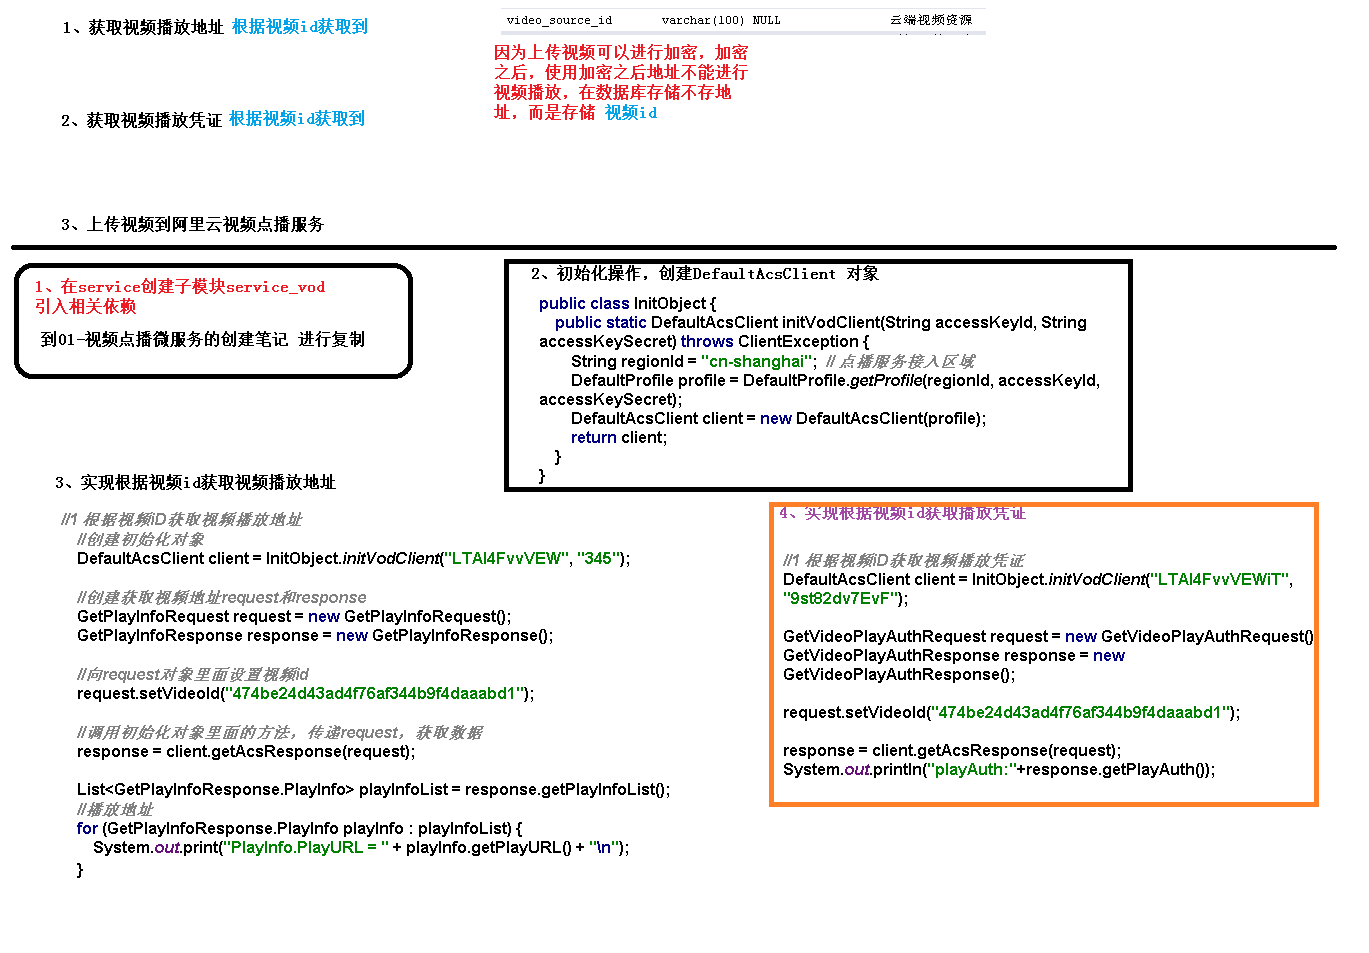 1、获取视频播放地址 根据视频id获取到
video_source_id varchar(100) NULL 云端视频资源
因为上传视频可以进行加密，加密
之后，使用加密之后地址不能进行
视频播放，在数据库存储不存地
址，而是存储 视频id
2、获取视频播放凭证 根据视频id获取到
3、上传视频到阿里云视频点播服务
1、在service创建子模块service_vod
引入相关依赖
到01-视频点播微服务的创建笔记 进行复制
2、初始化操作，创建DefaultAcsClient 对象
public class InitObject {
public static DefaultAcsClient initVodClient(String accessKeyId, String
accessKeySecret) throws ClientException {
String regionId = "cn-shanghai"; // 点播服务接入区域
DefaultProfile profile = DefaultProfile.getProfile(regionId, accessKeyId,
accessKeySecret);
DefaultAcsClient client = new DefaultAcsClient(profile);
return client;
}
}
3、实现根据视频id获取视频播放地址
//1 根据视频iD获取视频播放地址
//创建初始化对象
DefaultAcsClient client = InitObject.initVodClient("LTAI4FvvVEW", "345");
//创建获取视频地址request和response
GetPlayInfoRequest request = new GetPlayInfoRequest();
GetPlayInfoResponse response = new GetPlayInfoResponse();
//向request对象里面设置视频id
request.setVideoId("474be24d43ad4f76af344b9f4daaabd1");
//调用初始化对象里面的方法，传递request，获取数据
response = client.getAcsResponse(request);
List<GetPlayInfoResponse.PlayInfo> playInfoList = response.getPlayInfoList();
//播放地址
for (GetPlayInfoResponse.PlayInfo playInfo : playInfoList) {
System.out.print("PlayInfo.PlayURL = " + playInfo.getPlayURL() + "\n");
}
4、实现根据视频id获取播放凭证
//1 根据视频iD获取视频播放凭证
DefaultAcsClient client = InitObject.initVodClient("LTAI4FvvVEWiT",
"9st82dv7EvF");
GetVideoPlayAuthRequest request = new GetVideoPlayAuthRequest()
GetVideoPlayAuthResponse response = new
GetVideoPlayAuthResponse();
request.setVideoId("474be24d43ad4f76af344b9f4daaabd1");
response = client.getAcsResponse(request);
System.out.println("playAuth:"+response.getPlayAuth());